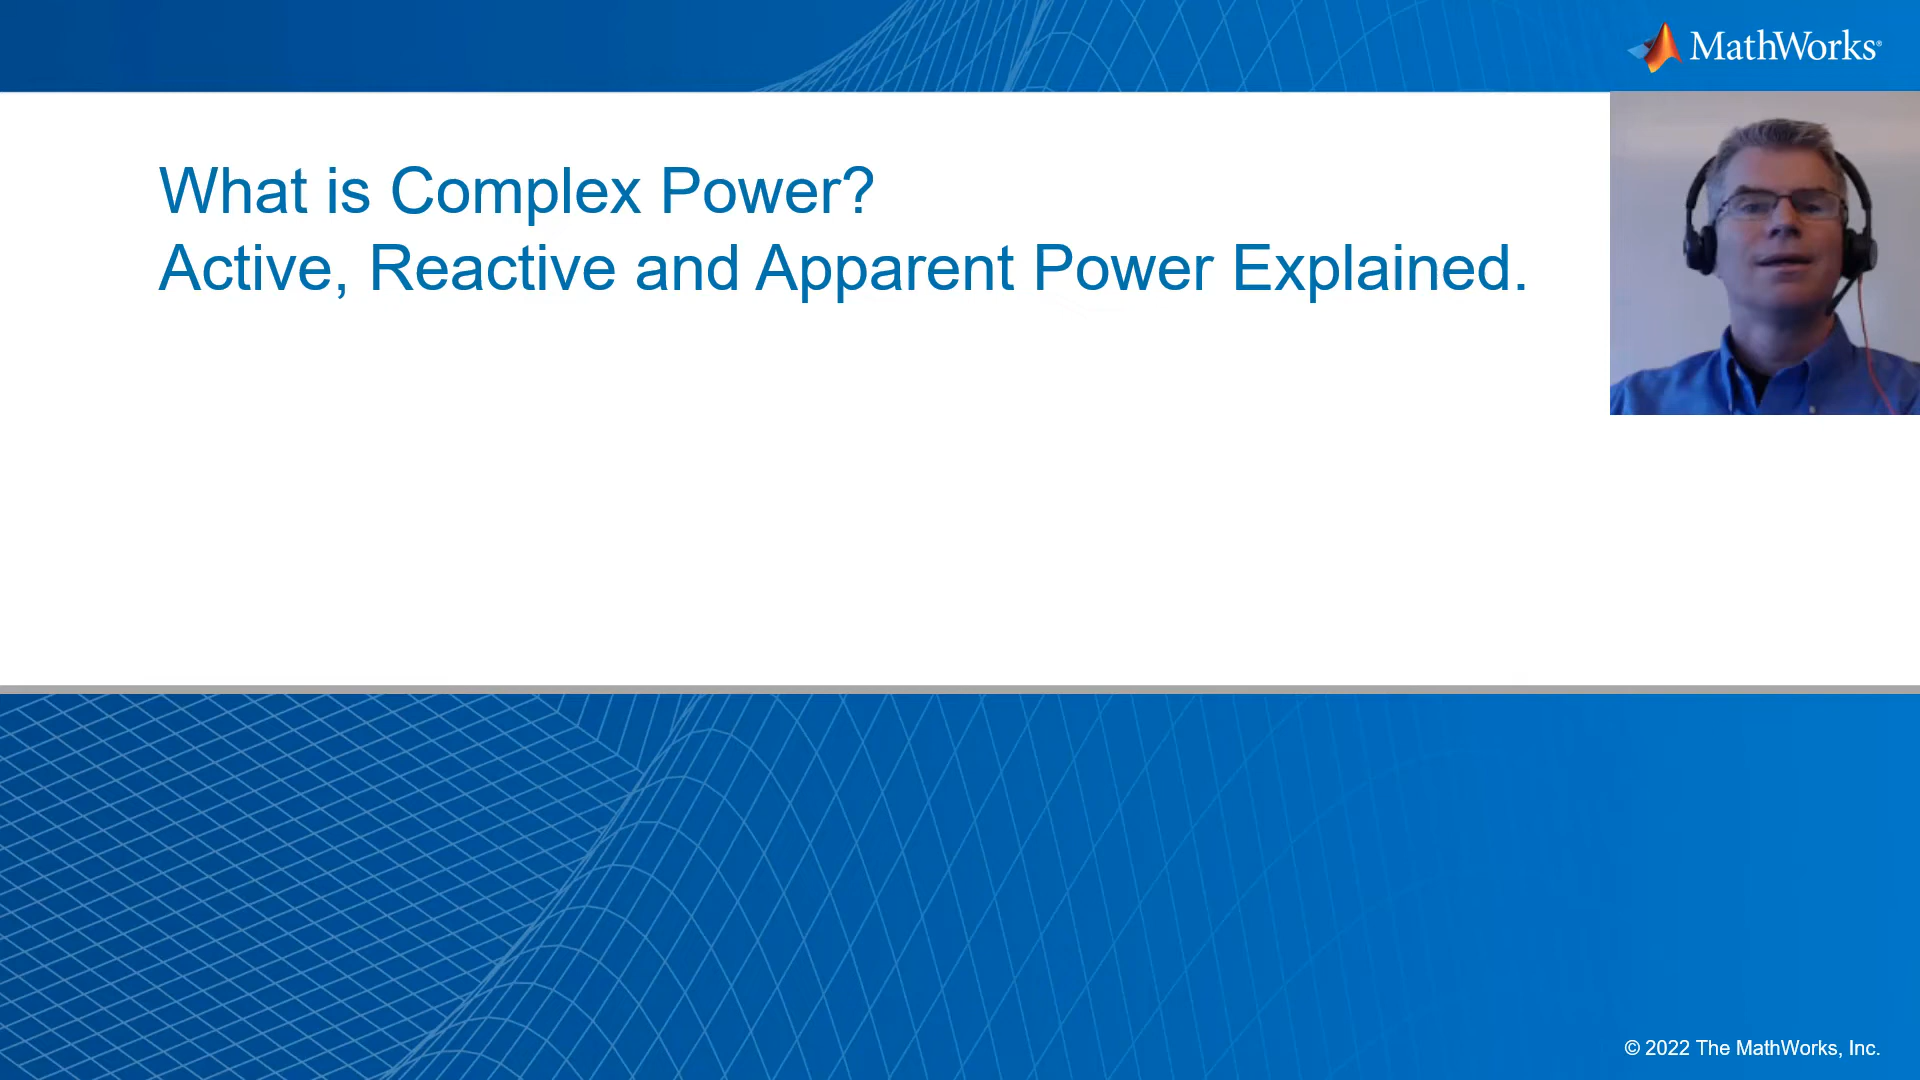 MathWorks®
What is Complex Power?
Active, Reactive and Apparent Power Explained.
© 2022 The MathWorks, Inc.